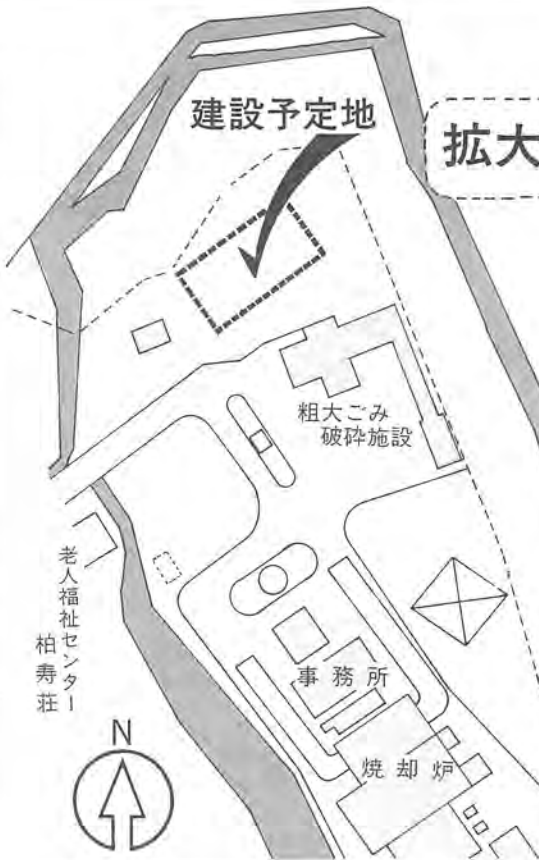 建設予定地
拡大
粗大ごみ
破砕施設
老人福祉センター
柏寿荘
事務所
焼却炉
N